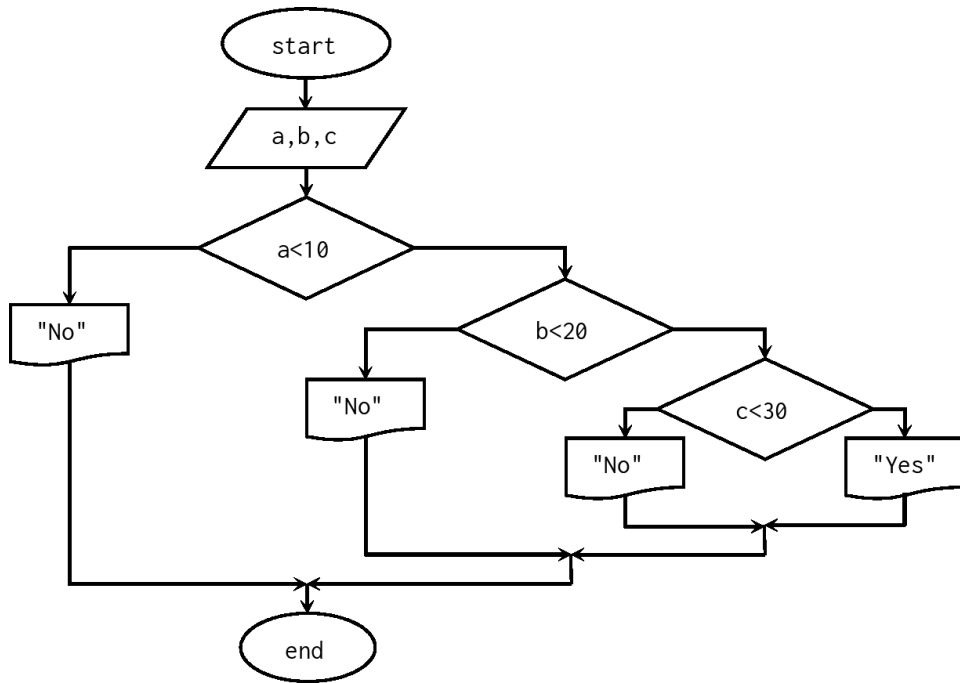 start
a,b,c
a<10
"No"
b<20
"No"
c<30
"No"
"Yes"
end